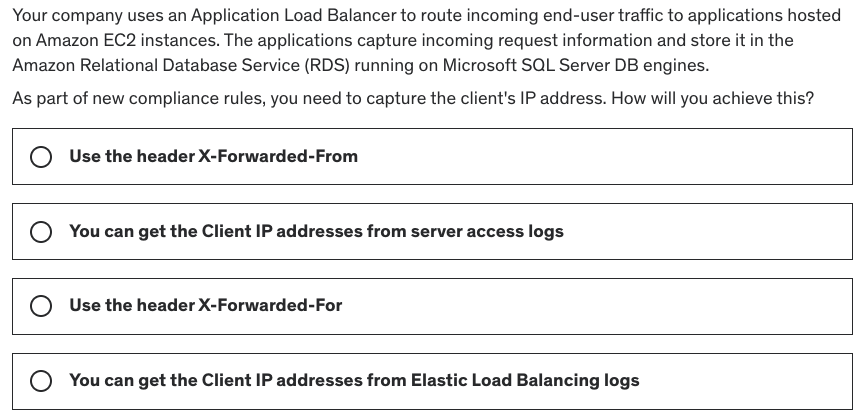 Your company uses an Application Load Balancer to route incoming end-user traffic to applications hosted
on Amazon EC2 instances. The applications capture incoming request information and store it in the
Amazon Relational Database Service (RDS) running on Microsoft SQL Server DB engines.
As part of new compliance rules, you need to capture the client's IP address. How will you achieve this?
Use the header X-Forwarded-From
You can get the Client IP addresses from server access logs
Use the header X-Forwarded-For
You can get the Client IP addresses from Elastic Load Balancing logs